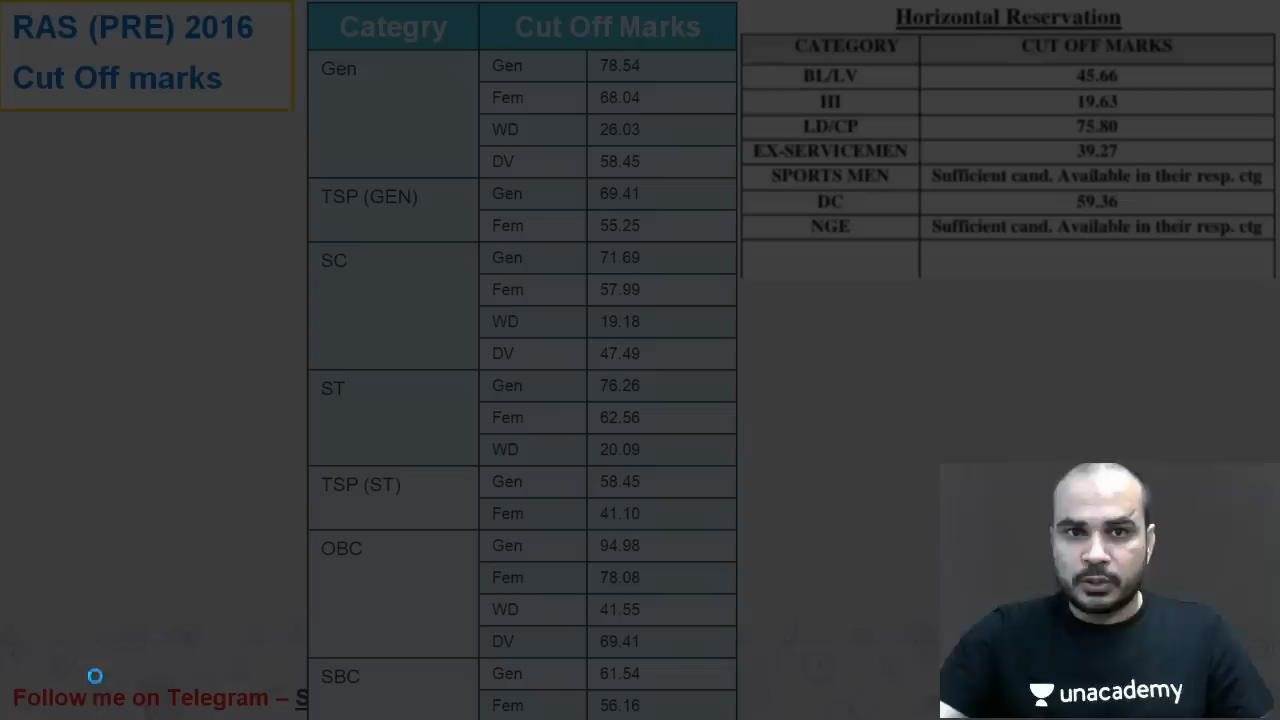 RAS (PRE) 2016
Cut Off marks
Categry Cut Off Marks
Gen Gen 78.54
Fem 68.04
WD 26.03
DV 58.45
TSP (GEN) Gen 69.41
Fem 55.25
SC Gen 71.69
Fem 57.99
WD 19.18
DV 47.49
ST Gen 76.26
Fem 62.56
WD 20.09
TSP (ST) Gen 58.45
Fem 41.10
OBC Gen 94.98
Fem 78.08
WD 41.55
DV 69.41
SBC Gen 61.54
Fem 56.16
Horizontal Reservation
CATEGORY CUT OFF MARKS
BL/LV 45.66
HI 19.63
LD/CP 75.80
EX-SERVICEMEN 39.27
SPORTS MEN Sufficient cand. Available in their resp. ctg
DC 59.36
NGE Sufficient cand. Available in their resp. ctg
Follow me on Telegram – S
unacademy